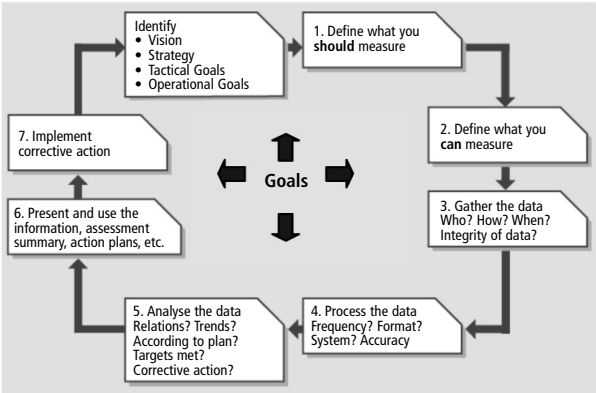 Identify
• Vision
• Strategy
• Tactical Goals
• Operational Goals
1. Define what you
should measure
2. Define what you
can measure
3. Gather the data
Who? How? When?
Integrity of data?
4. Process the data
Frequency? Format?
System? Accuracy
5. Analyse the data
Relations? Trends?
According to plan?
Targets met?
Corrective action?
6. Present and use the
information, assessment
summary, action plans, etc.
7. Implement
corrective action
Goals